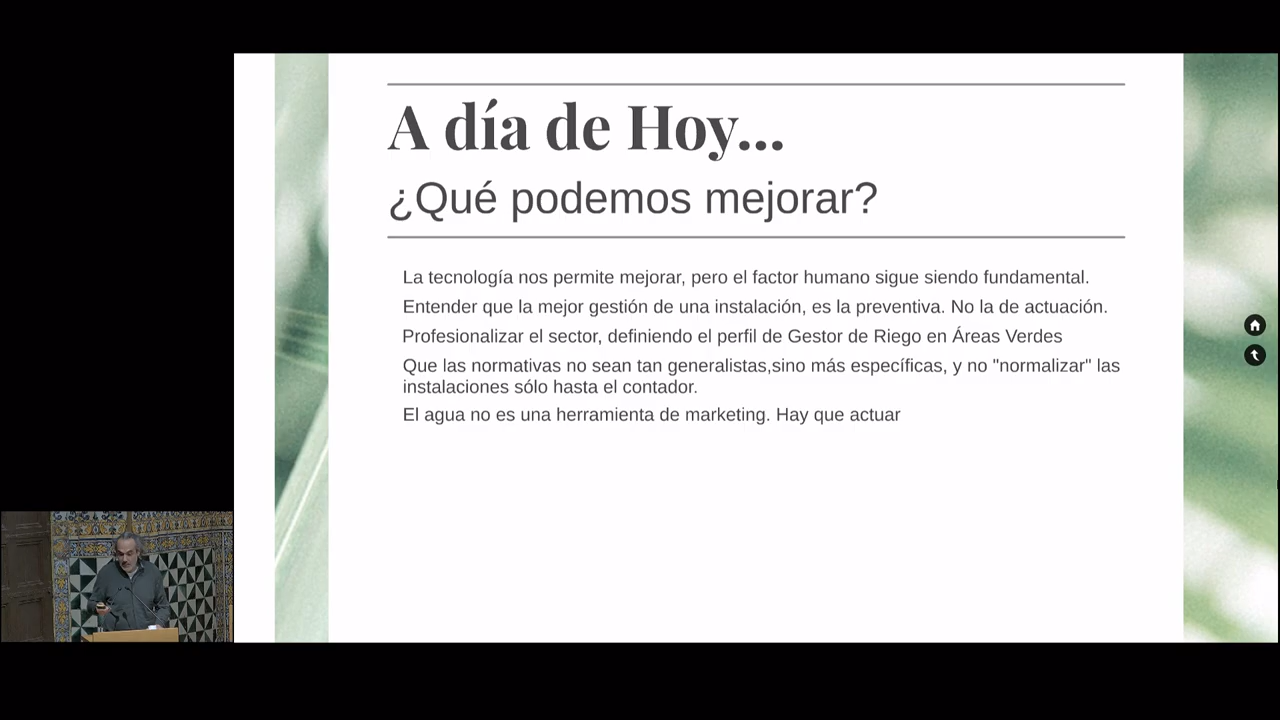 A día de Hoy...
¿Qué podemos mejorar?
La tecnología nos permite mejorar, pero el factor humano sigue siendo fundamental.
Entender que la mejor gestión de una instalación, es la preventiva. No la de actuación.
Profesionalizar el sector, definiendo el perfil de Gestor de Riego en Áreas Verdes
Que las normativas no sean tan generalistas,sino más específicas, y no "normalizar" las
instalaciones sólo hasta el contador.
El agua no es una herramienta de marketing. Hay que actuar